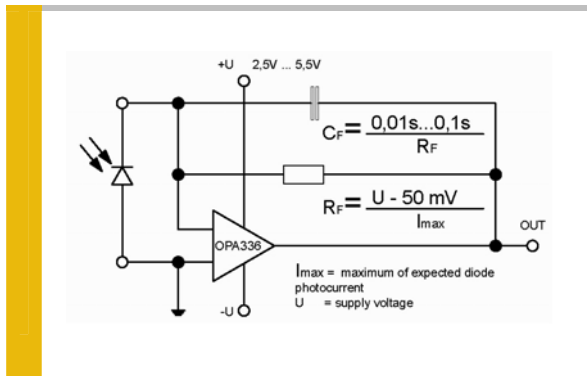 +U 2,5V ... 5,5V
CF= 0,01s...0,1s
RF
RF= U - 50 mV
Imax
OPA336
OUT
Imax = maximum of expected diode
photocurrent
U = supply voltage
-U